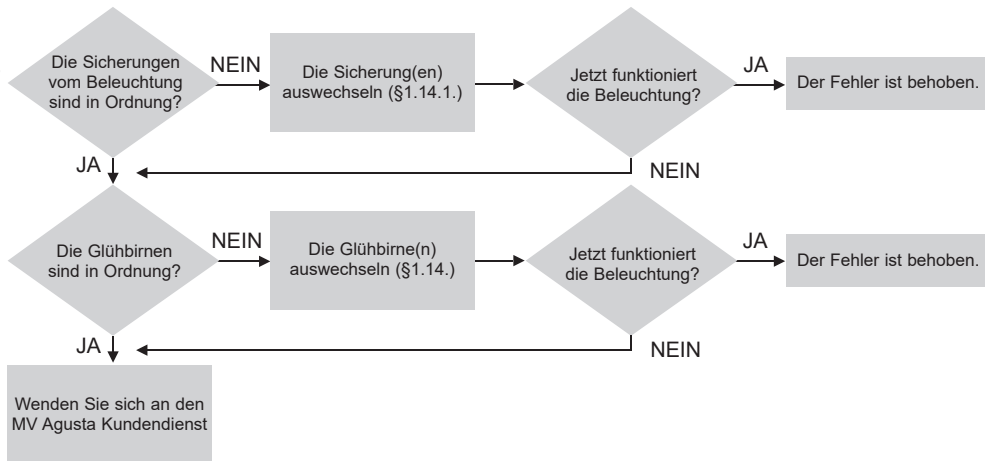 Die Sicherungen
vom Beleuchtung
sind in Ordnung?
NEIN
Die Sicherung(en)
auswechseln (§1.14.1.)
Jetzt funktioniert
die Beleuchtung?
JA
Der Fehler ist behoben.
JA
NEIN
Die Glühbirnen
sind in Ordnung?
NEIN
Die Glühbirne(n)
auswechseln (§1.14.)
Jetzt funktioniert
die Beleuchtung?
JA
Der Fehler ist behoben.
JA
NEIN
Wenden Sie sich an den
MV Agusta Kundendienst